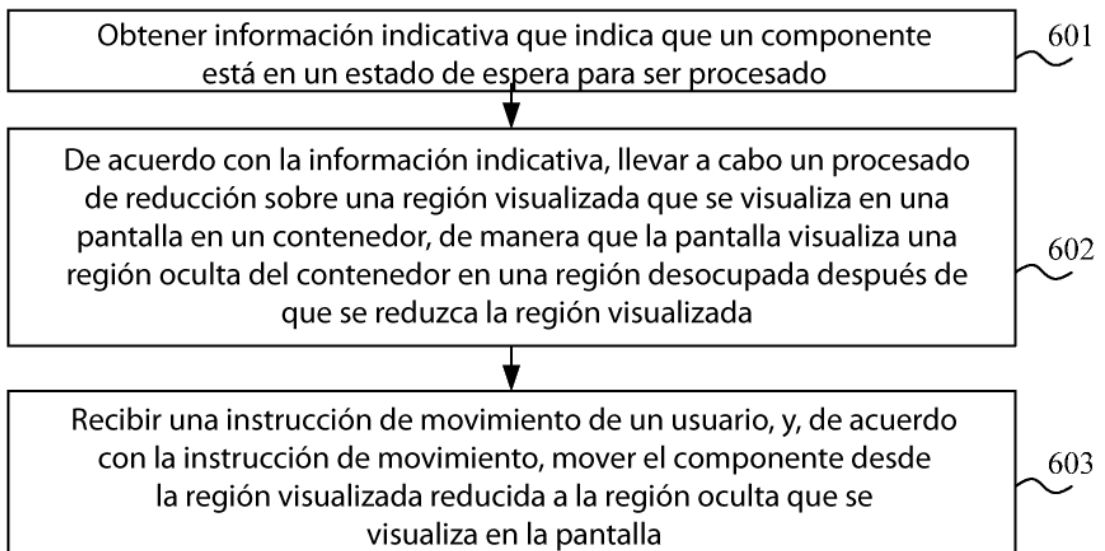 Obtener información indicativa que indica que un componente
está en un estado de espera para ser procesado
601
De acuerdo con la información indicativa, llevar a cabo un procesado
de reducción sobre una región visualizada que se visualiza en una
pantalla en un contenedor, de manera que la pantalla visualiza una
región oculta del contenedor en una región desocupada después de
que se reduzca la región visualizada
602
Recibir una instrucción de movimiento de un usuario, y, de acuerdo
con la instrucción de movimiento, mover el componente desde
la región visualizada reducida a la región oculta que se
visualiza en la pantalla
603